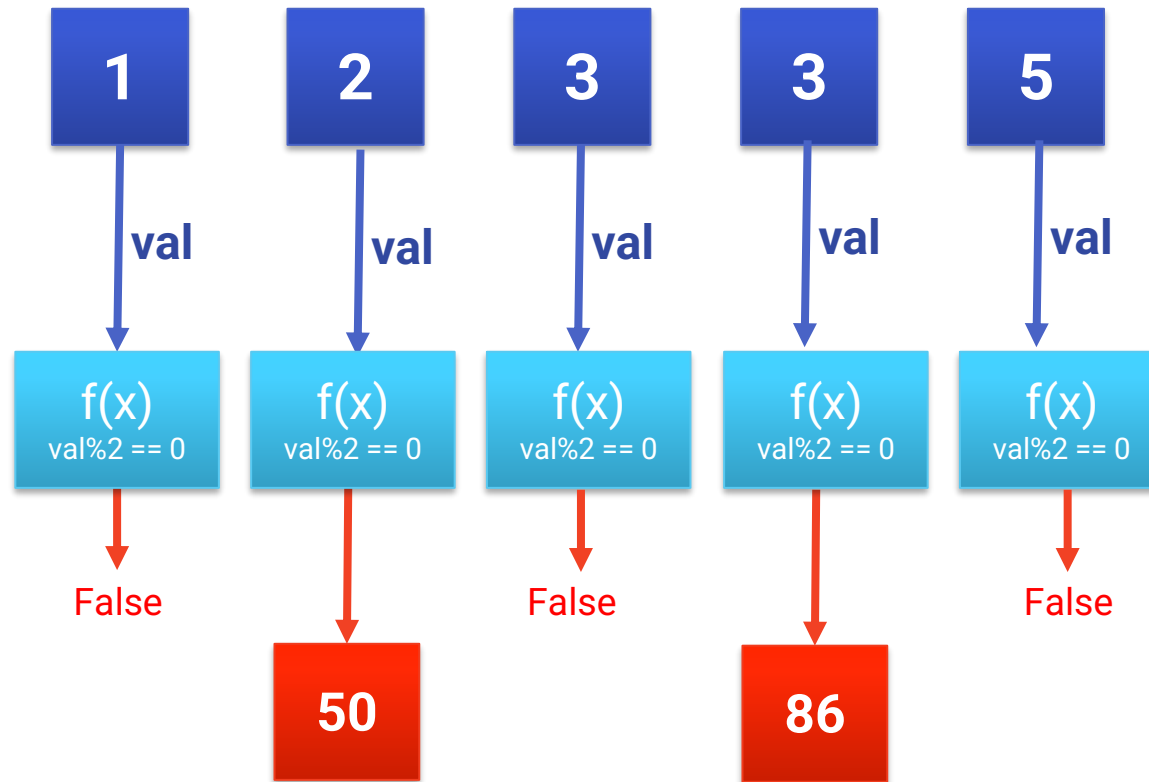 1
2
3
3
5
val
val
val
val
val
f(x)
val%2 == 0
f(x)
val%2 == 0
f(x)
val%2 == 0
f(x)
val%2 == 0
f(x)
val%2 == 0
False
False
False
50
86